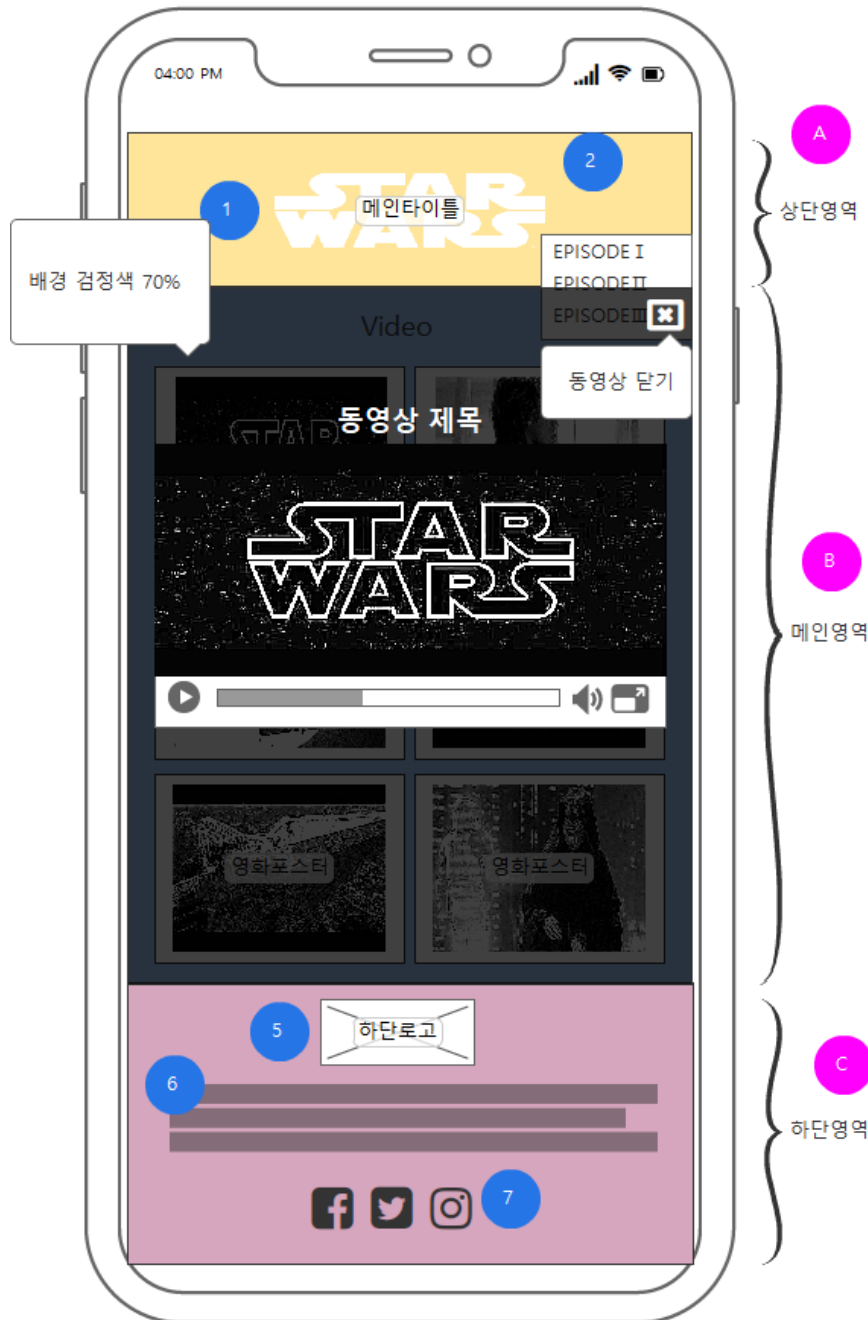 04:00 PM
A
2
1
STAR
WARS
메인타이틀
상단영역
EPISODE I
EPISODEⅡ
EPISODEⅢ
배경 검정색 70%
Video
동영상 닫기
STAR
동영상 제목
STAR
WARS
B
메인영역
영화포스터
영화포스터
5
하단로고
6
C
하단영역
7